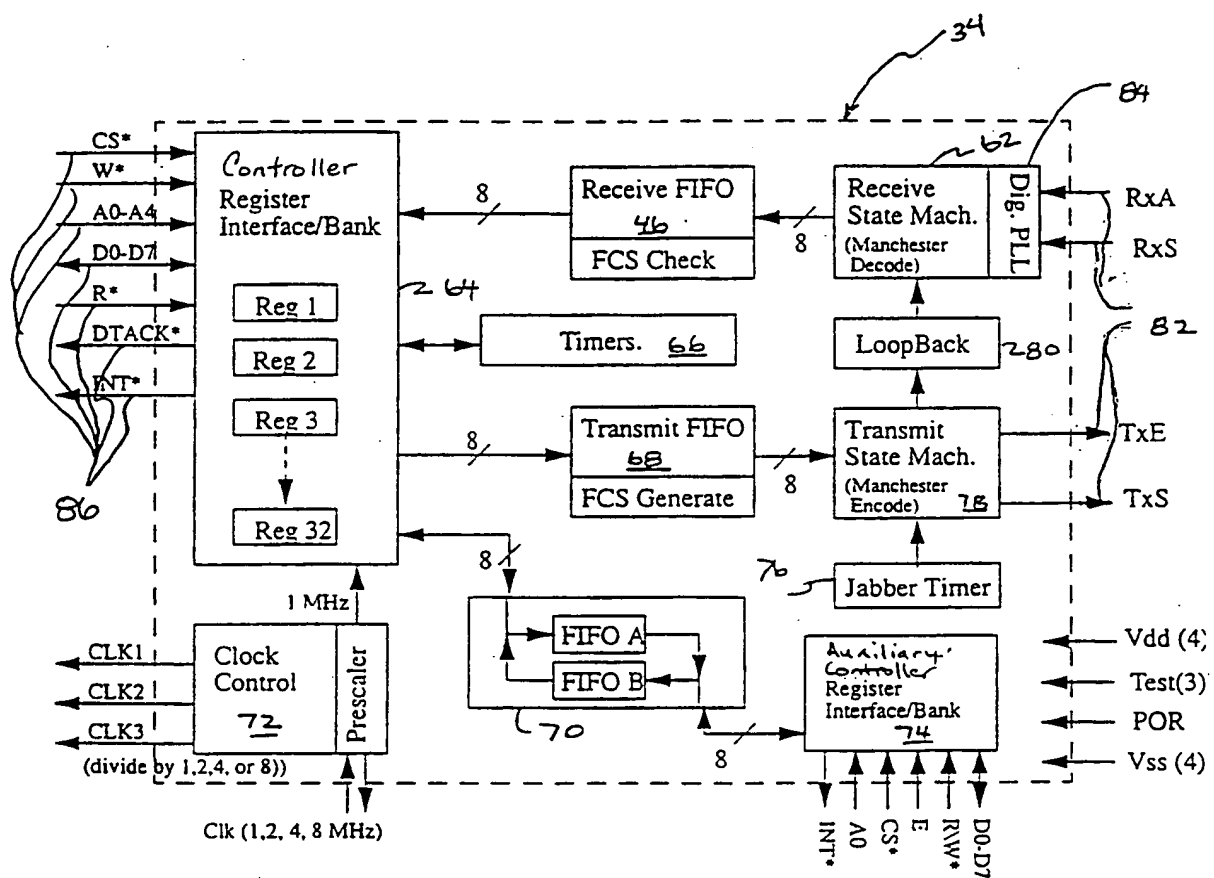 34
84
CS*
W*
A0-A4
D0-D7
R*
DTACK*
INT*
86
Controller
Register
Interface/Bank
Reg 1
Reg 2
Reg 3
Reg 32
64
8
Receive FIFO
46
FCS Check
8
62
Receive
State Mach.
(Manchester
Decode)
Dig. PLL
RxA
RxS
Timers. 66
LoopBack
80
82
8
Transmit FIFO
68
FCS Generate
8
Transmit
State Mach.
(Manchester
Encode) 78
TxE
TxS
76
Jabber Timer
8
1 MHz
CLK1
CLK2
CLK3
(divide by 1,2,4, or 8))
Clock
Control
72
Prescaler
Clk (1,2, 4, 8 MHz)
FIFO A
FIFO B
70
8
Auxiliary
Controller
Register
Interface/Bank
74
Vdd (4)
Test(3)
POR
Vss (4)
INT*
A0
CS*
E
R\W*
D0-D7